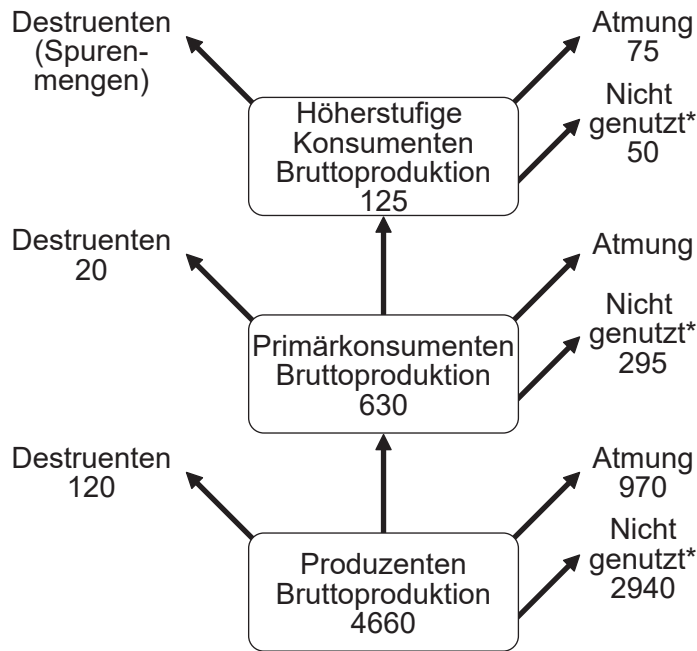 Destruenten
(Spuren-
mengen)
Atmung
75
Nicht
genutzt*
50
Höherstufige
Konsumenten
Bruttoproduktion
125
Destruenten
20
Atmung
Nicht
genutzt*
295
Primärkonsumenten
Bruttoproduktion
630
Destruenten
120
Atmung
970
Nicht
genutzt*
2940
Produzenten
Bruttoproduktion
4660